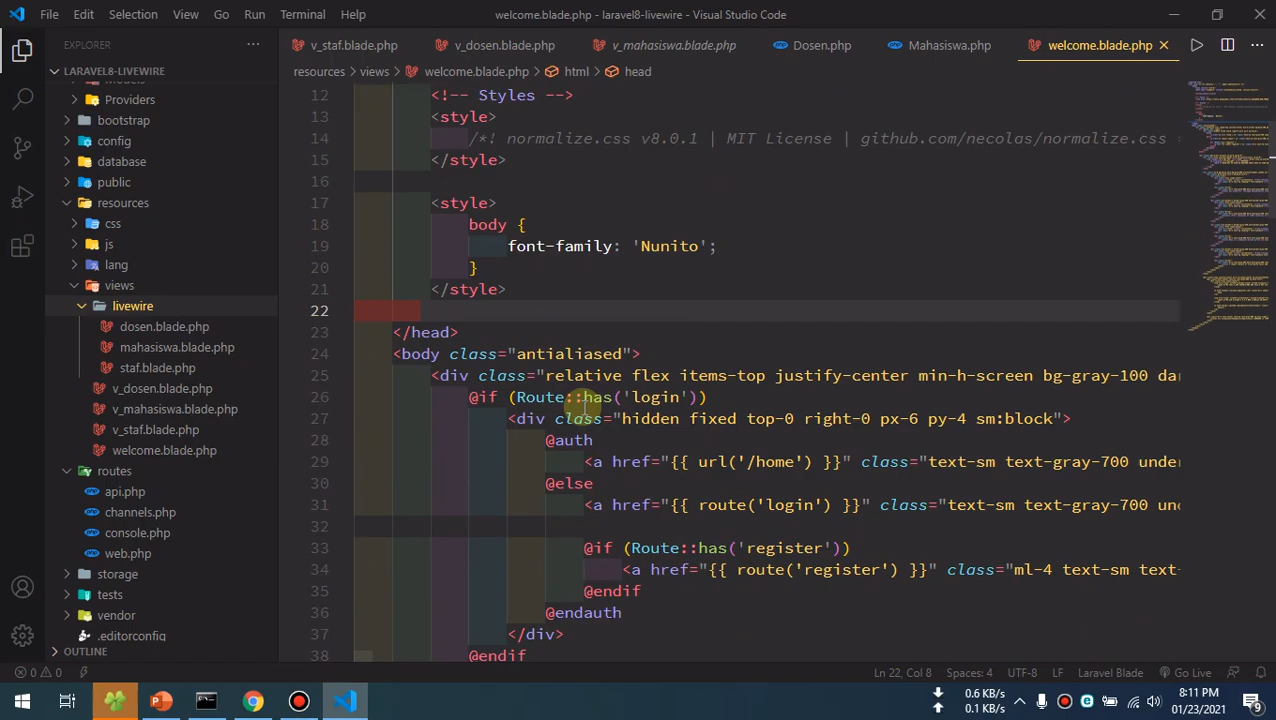 File Edit Selection View Go Run Terminal Help welcome.blade.php - laravel8-livewire - Visual Studio Code
EXPLORER ··· v_staf.blade.php v_dosen.blade.php v_mahasiswa.blade.php Dosen.php Mahasiswa.php welcome.blade.php
LARAVEL8-LIVEWIRE
resources > views > welcome.blade.php > html > head
Models
Providers
bootstrap
config
database
public
resources
css
js
lang
views
livewire
dosen.blade.php
mahasiswa.blade.php
staf.blade.php
v_dosen.blade.php
v_mahasiswa.blade.php
v_staf.blade.php
welcome.blade.php
routes
api.php
channels.php
console.php
web.php
storage
tests
vendor
.editorconfig
OUTLINE
12 <!-- Styles -->
13 <style>
14 /*! ze.css v8.0. | MIT | github.com/ las/normalize.css
15 </style>
16
17 <style>
18 body {
19 font-family: 'Nunito';
20 }
21 </style>
22
23 </head>
24 <body class="antialiased">
25 <div class="relative flex items-top justify-center min-h-screen bg-gray-100 da
26 @if (Route::has('login'))
27 <div class="hidden fixed top-0 right-0 px-6 py-4 sm:block">
28 @auth
29 <a href="{{ url('/home') }}" class="text-sm text-gray-700 under
30 @else
31 <a href="{{ route('login') }}" class="text-sm text-gray-700 und
32
33 @if (Route::has('register'))
34 <a href="{{ route('register') }}" class="ml-4 text-sm text-
35 @endif
36 @endauth
37 </div>
38 @endif
0 0 Ln 22, Col 8 Spaces: 4 UTF-8 LF Laravel Blade Go Live
0.6 KB/s
0.1 KB/s
8:11 PM
01/23/2021
9